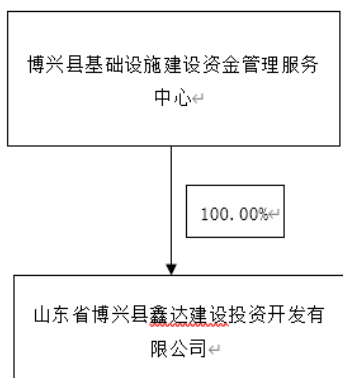 博兴县基础设施建设资金管理服务
中心
100.00%
山东省博兴县鑫达建设投资开发有
限公司